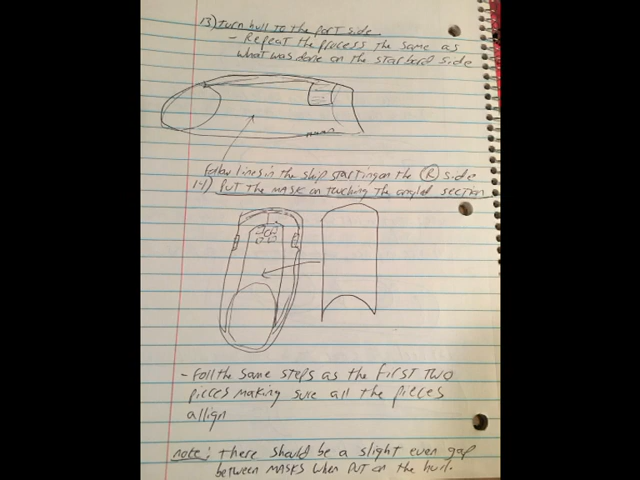 13) Turn hull to the port side
- Repeat the process the same as
what was done on the starbord side
follow lines in the ship starting on the (R) side
14) Put the mask on touching the angled section
- Foll the same steps as the first two
pieces making sure all the pieces
allign
note: there should be a slight even gap
between masks when put on the hull.